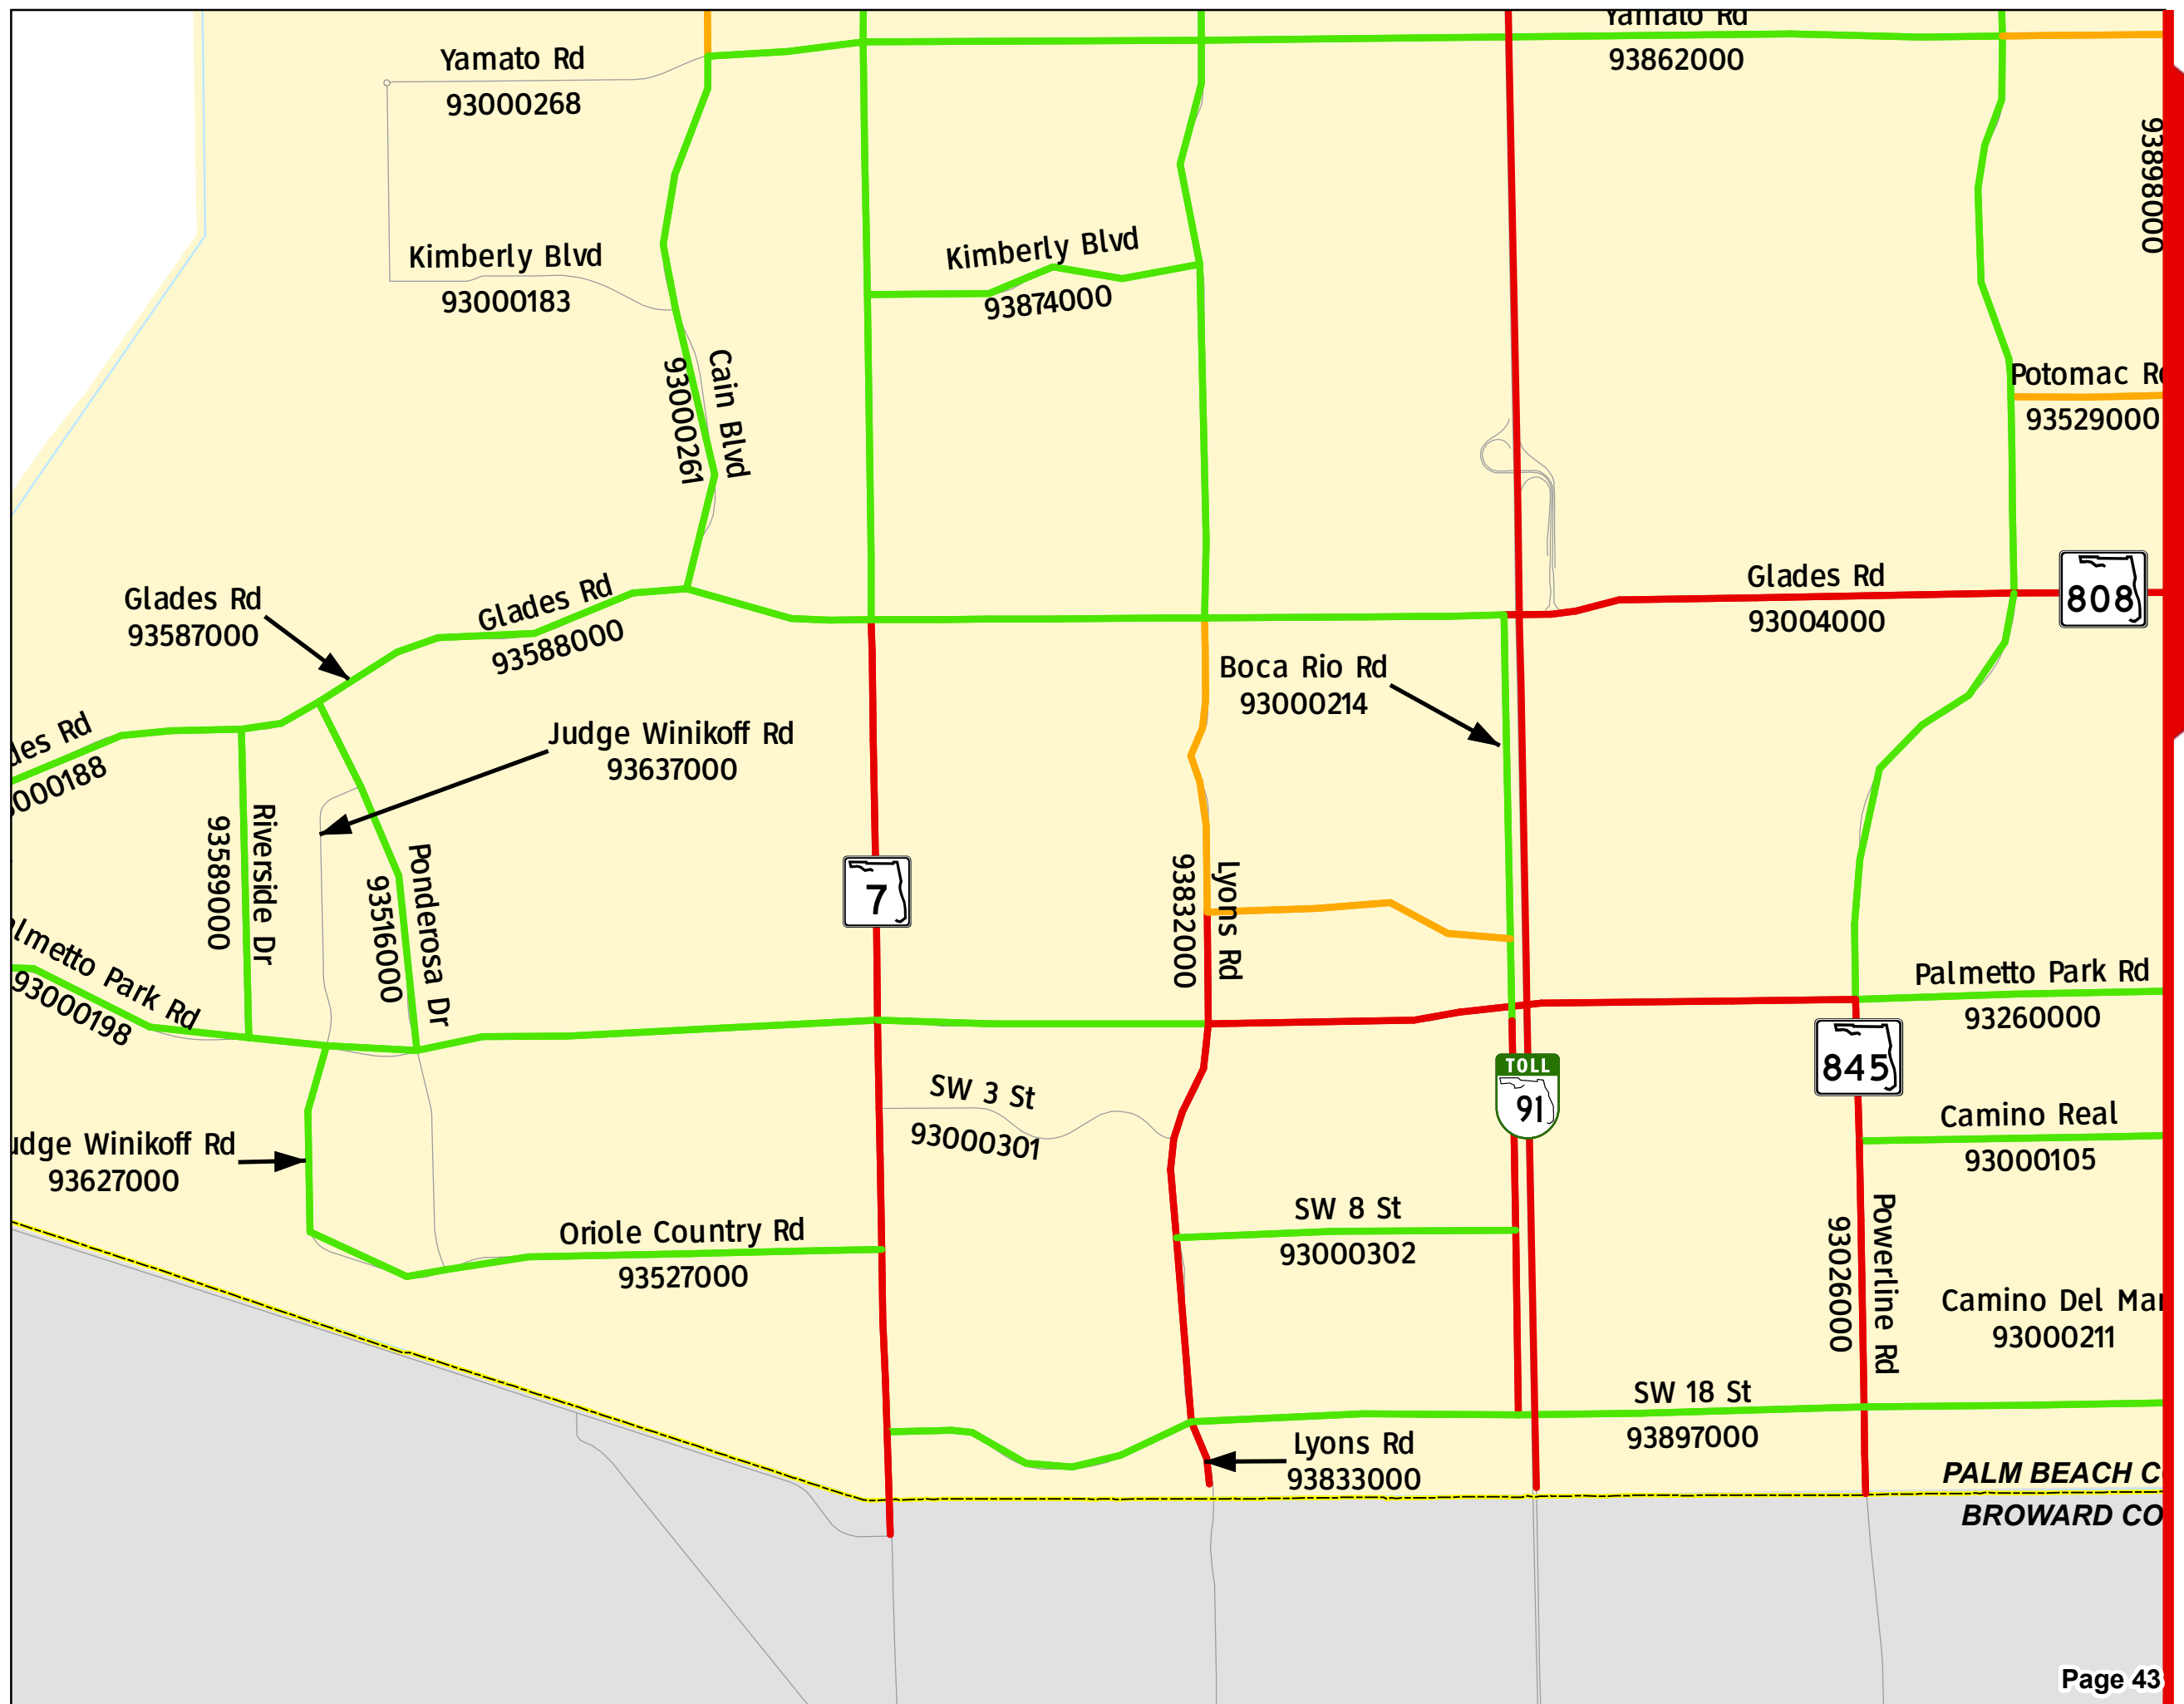 Yamato Rd
93000268
Yamato Rd
93862000
93898000
Kimberly Blvd
93000183
Kimberly Blvd
93874000
Cain Blvd
93000261
Potomac Rd
93529000
Glades Rd
93587000
Glades Rd
93588000
Glades Rd
93004000
808
Boca Rio Rd
93000214
des Rd
000188
Judge Winikoff Rd
93637000
Riverside Dr
93589000
Ponderosa Dr
93516000
7
Lyons Rd
93832000
almetto Park Rd
93000198
Palmetto Park Rd
93260000
845
TOLL
91
SW 3 St
93000301
Camino Real
93000105
udge Winikoff Rd
93627000
SW 8 St
93000302
Oriole Country Rd
93527000
Powerline Rd
93026000
Camino Del Mar
93000211
SW 18 St
93897000
Lyons Rd
93833000
PALM BEACH C
BROWARD CO
Page 43